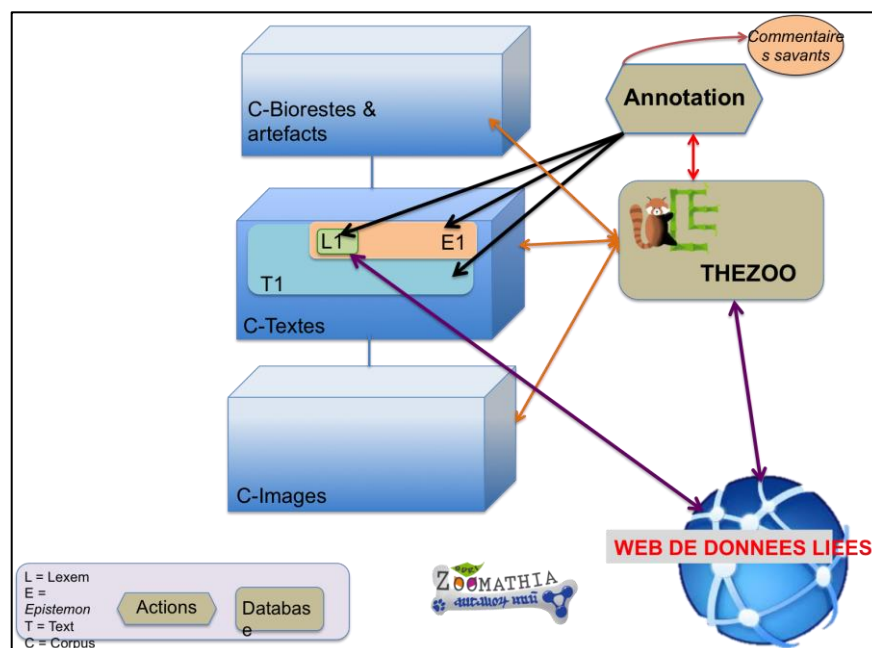 Commentaire
s savants
Annotation
C-Biorestes &
artefacts
L1
E1
T1
C-Textes
THEZOO
C-Images
WEB DE DONNEES LIEES
L = Lexem
E =
Epistemon
T = Text
C = Corpus
Actions
Databas
e
ZOOMATHIA